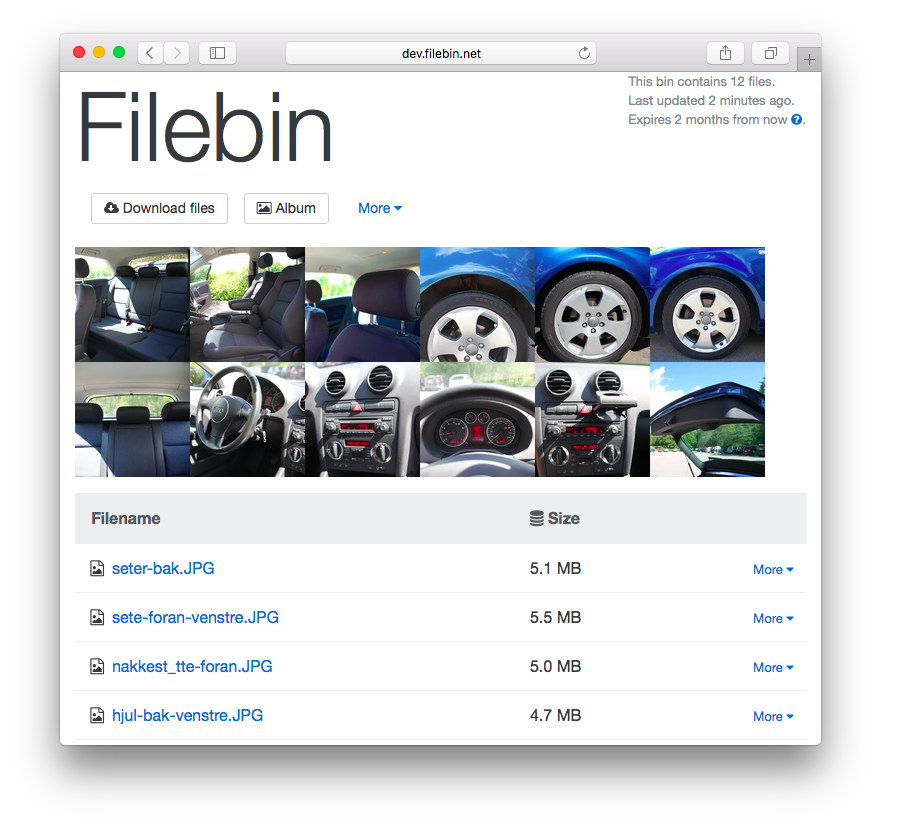 dev.filebin.net
This bin contains 12 files.
Last updated 2 minutes ago.
Expires 2 months from now ?.
Filebin
Download files Album More
Filename Size
seter-bak.JPG 5.1 MB More
sete-foran-venstre.JPG 5.5 MB More
nakkest_tte-foran.JPG 5.0 MB More
hjul-bak-venstre.JPG 4.7 MB More